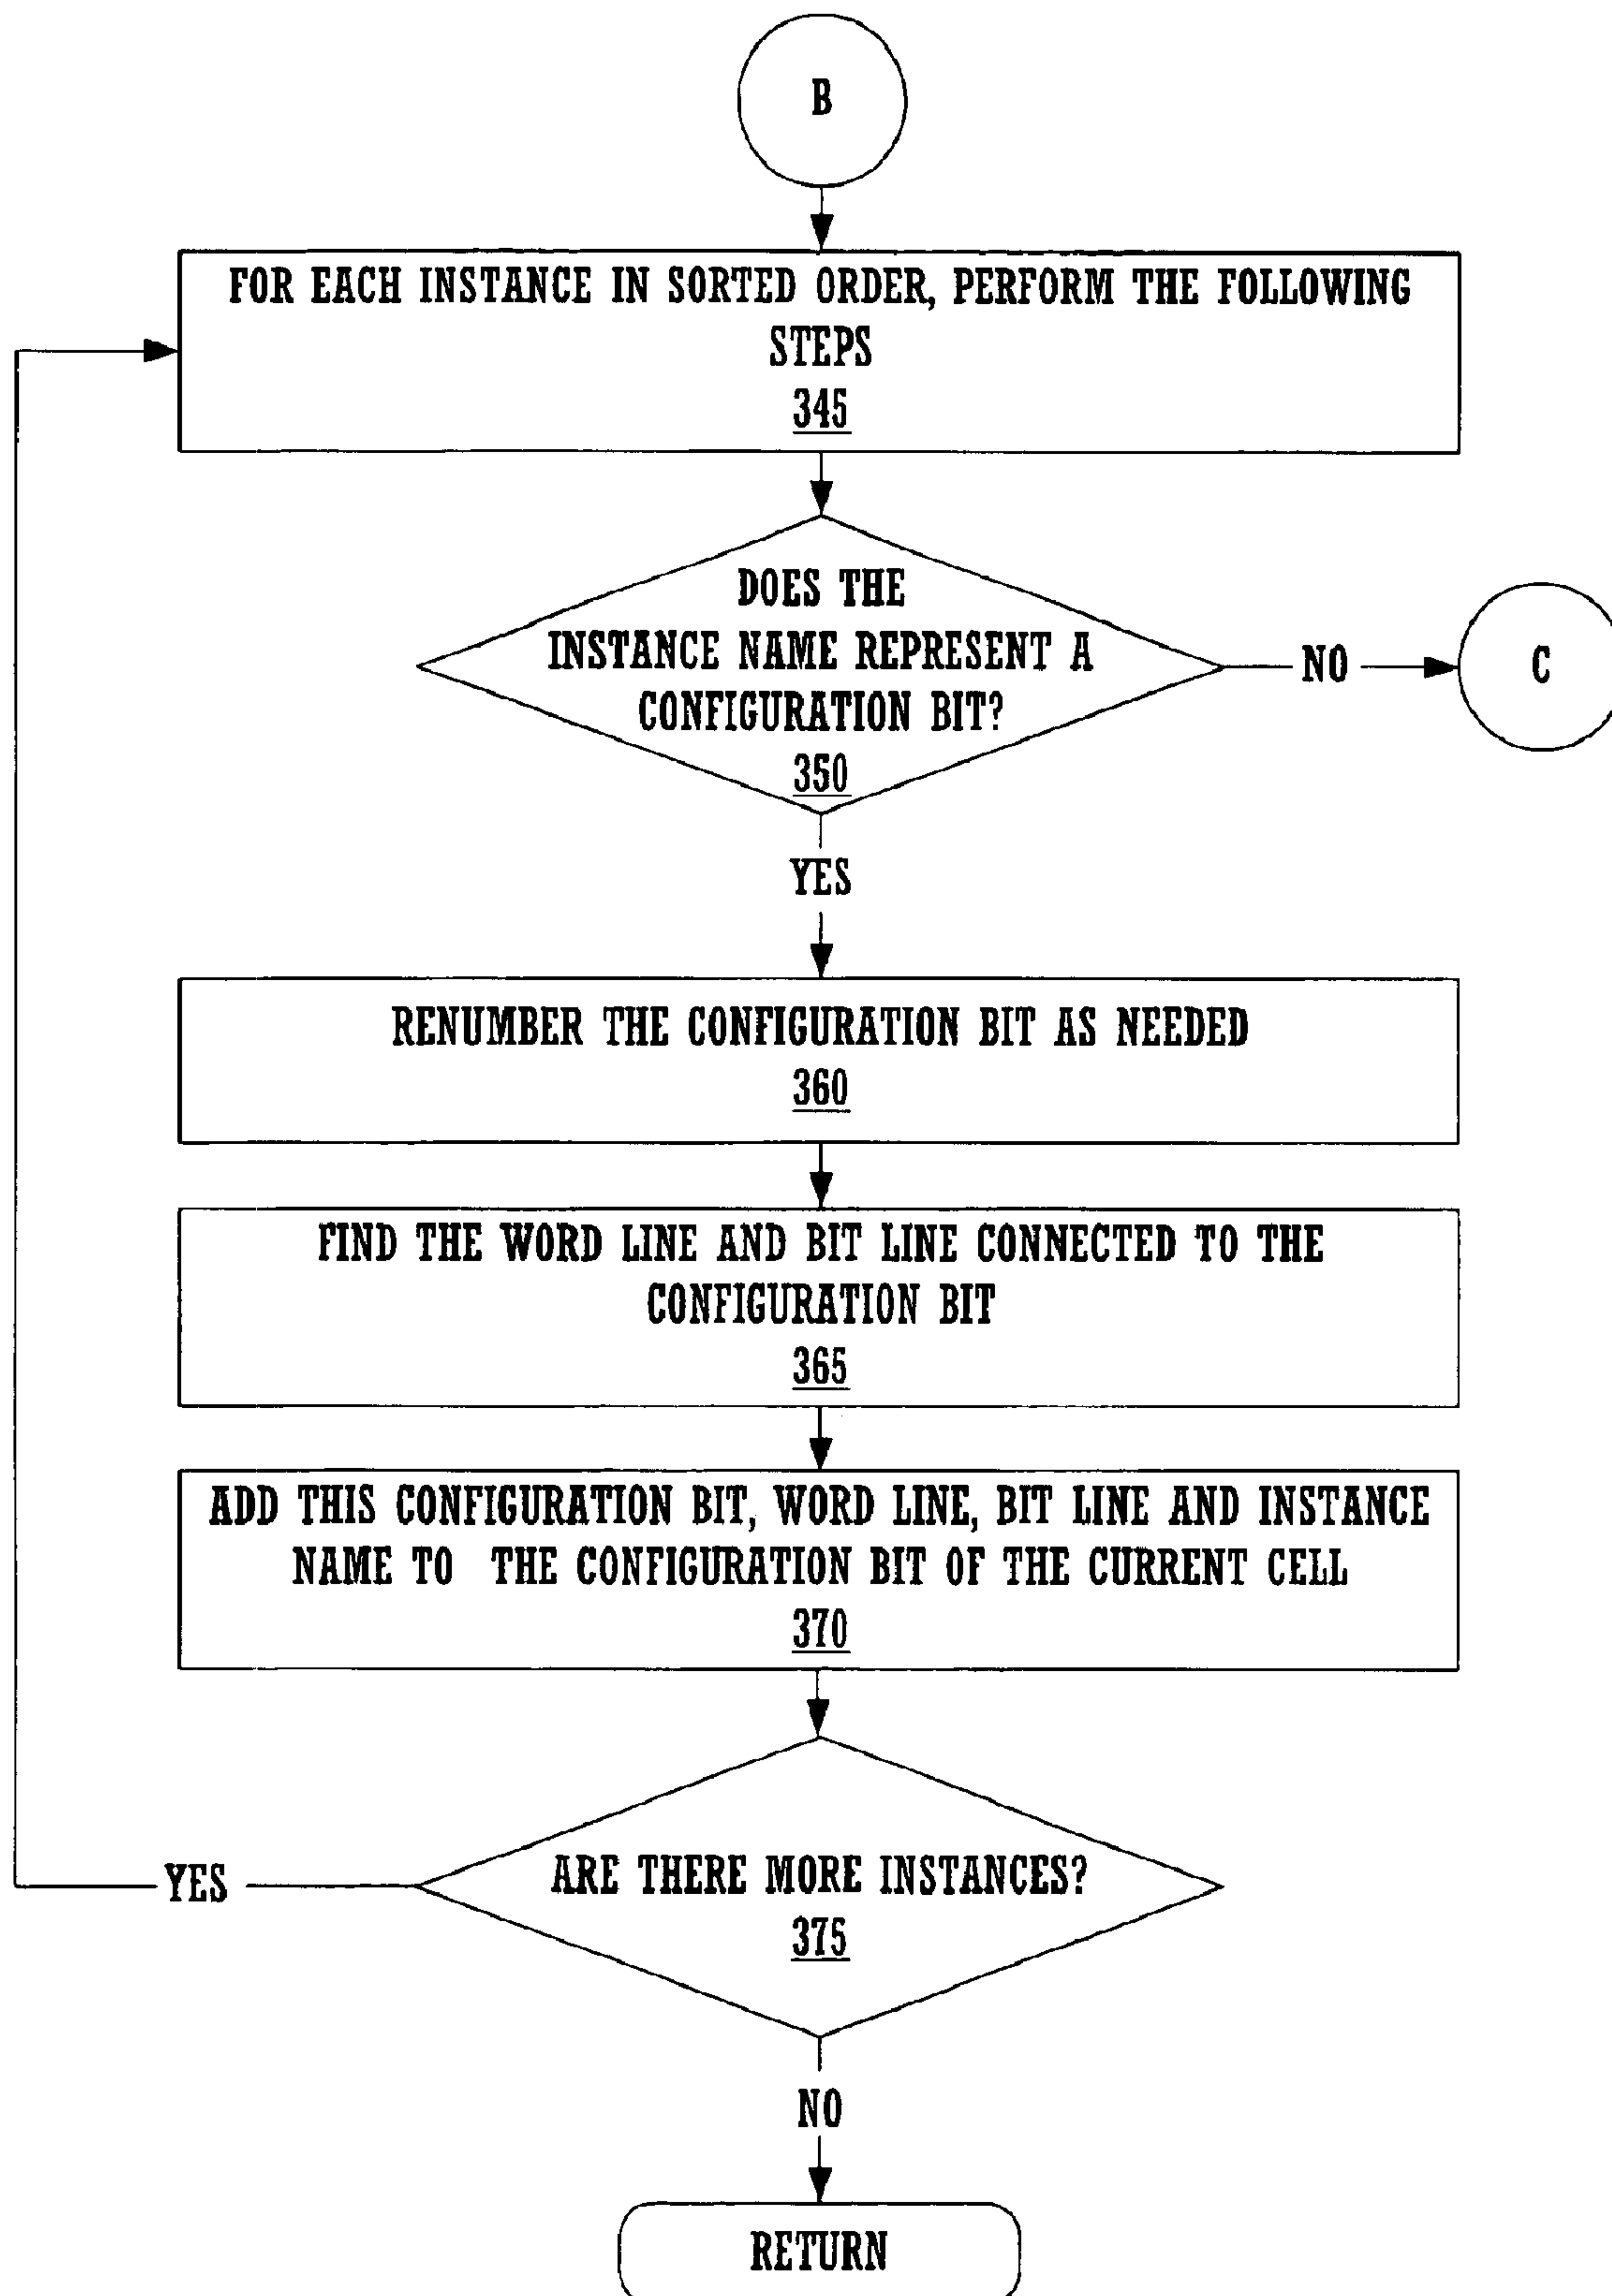 B
FOR EACH INSTANCE IN SORTED ORDER, PERFORM THE FOLLOWING
STEPS
345
DOES THE
INSTANCE NAME REPRESENT A
CONFIGURATION BIT?
350
NO
C
YES
RENUMBER THE CONFIGURATION BIT AS NEEDED
360
FIND THE WORD LINE AND BIT LINE CONNECTED TO THE
CONFIGURATION BIT
365
ADD THIS CONFIGURATION BIT, WORD LINE, BIT LINE AND INSTANCE
NAME TO THE CONFIGURATION BIT OF THE CURRENT CELL
370
ARE THERE MORE INSTANCES?
375
YES
NO
RETURN